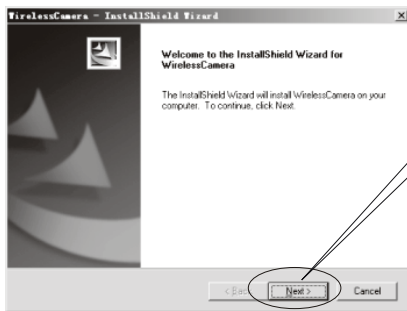 WirelessCamera - InstallShield Wizard
Welcome to the InstallShield Wizard for
WirelessCamera
The InstallShield Wizard will install WirelessCamera on your
computer. To continue, click Next.
Next >
Cancel